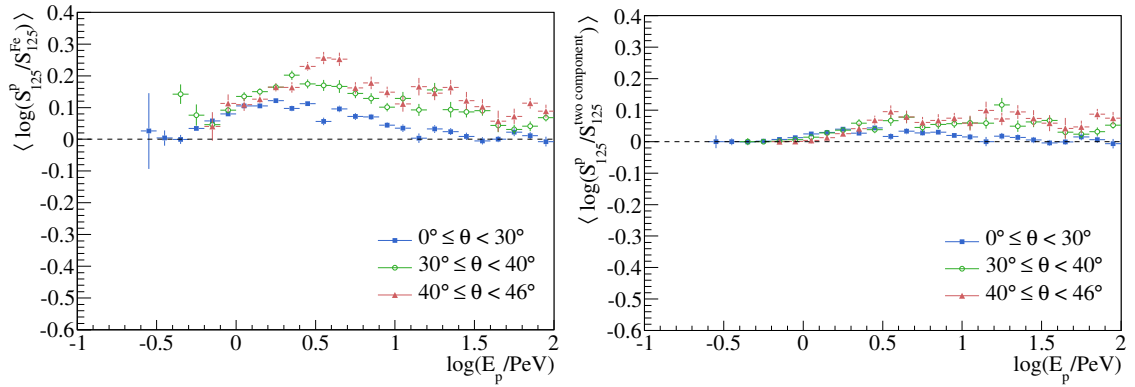 ⟨ log(S^p_125/S^Fe_125) ⟩
0.4
0.3
0.2
0.1
0
-0.1
-0.2
-0.3
-0.4
-0.5
-0.6
0° ≤ θ < 30°
30° ≤ θ < 40°
40° ≤ θ < 46°
-1 -0.5 0 0.5 1 1.5 2
log(E_p/PeV)
⟨ log(S^p_125/S^two component_125) ⟩
0.4
0.3
0.2
0.1
0
-0.1
-0.2
-0.3
-0.4
-0.5
-0.6
0° ≤ θ < 30°
30° ≤ θ < 40°
40° ≤ θ < 46°
-1 -0.5 0 0.5 1 1.5 2
log(E_p/PeV)